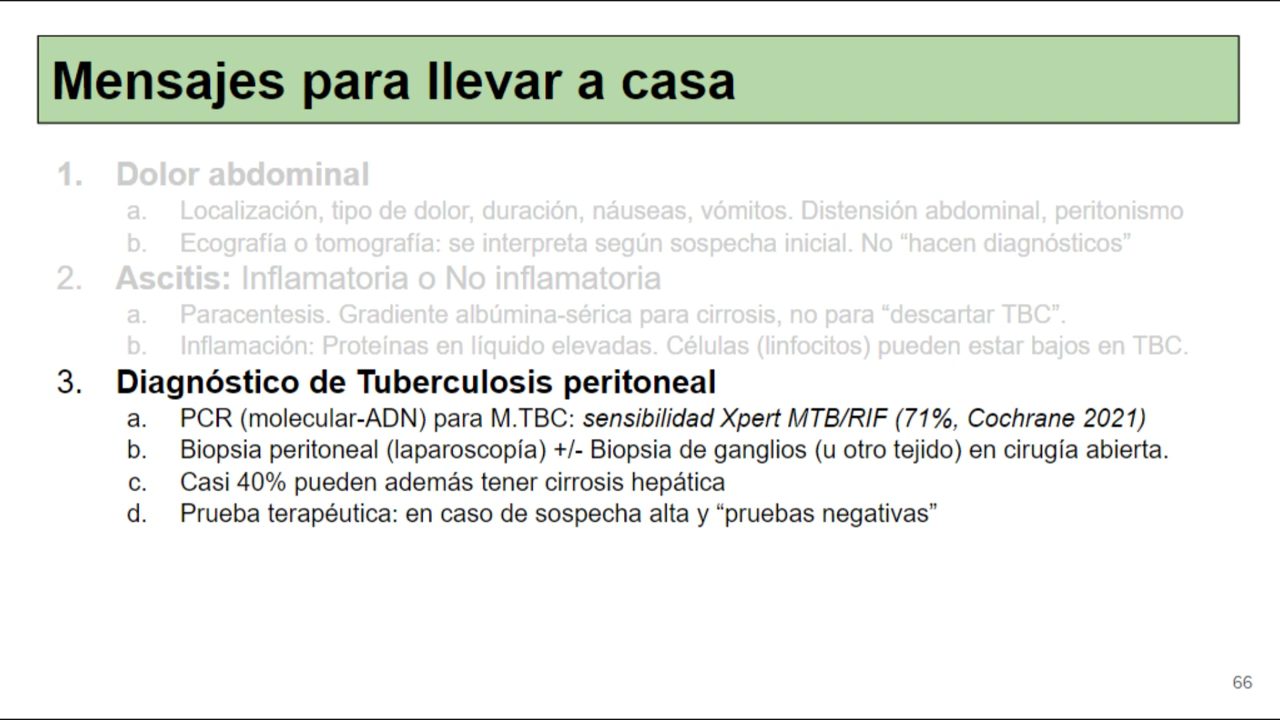 Mensajes para llevar a casa
1. Dolor abdominal
a. Localización, tipo de dolor, duración, náuseas, vómitos. Distensión abdominal, peritonismo
b. Ecografía o tomografía: se interpreta según sospecha inicial. No “hacen diagnósticos”
2. Ascitis: Inflamatoria o No inflamatoria
a. Paracentesis. Gradiente albúmina-sérica para cirrosis, no para “descartar TBC”.
b. Inflamación: Proteínas en líquido elevadas. Células (linfocitos) pueden estar bajos en TBC.
3. Diagnóstico de Tuberculosis peritoneal
a. PCR (molecular-ADN) para M.TBC: sensibilidad Xpert MTB/RIF (71%, Cochrane 2021)
b. Biopsia peritoneal (laparoscopía) +/- Biopsia de ganglios (u otro tejido) en cirugía abierta.
c. Casi 40% pueden además tener cirrosis hepática
d. Prueba terapéutica: en caso de sospecha alta y “pruebas negativas”
66